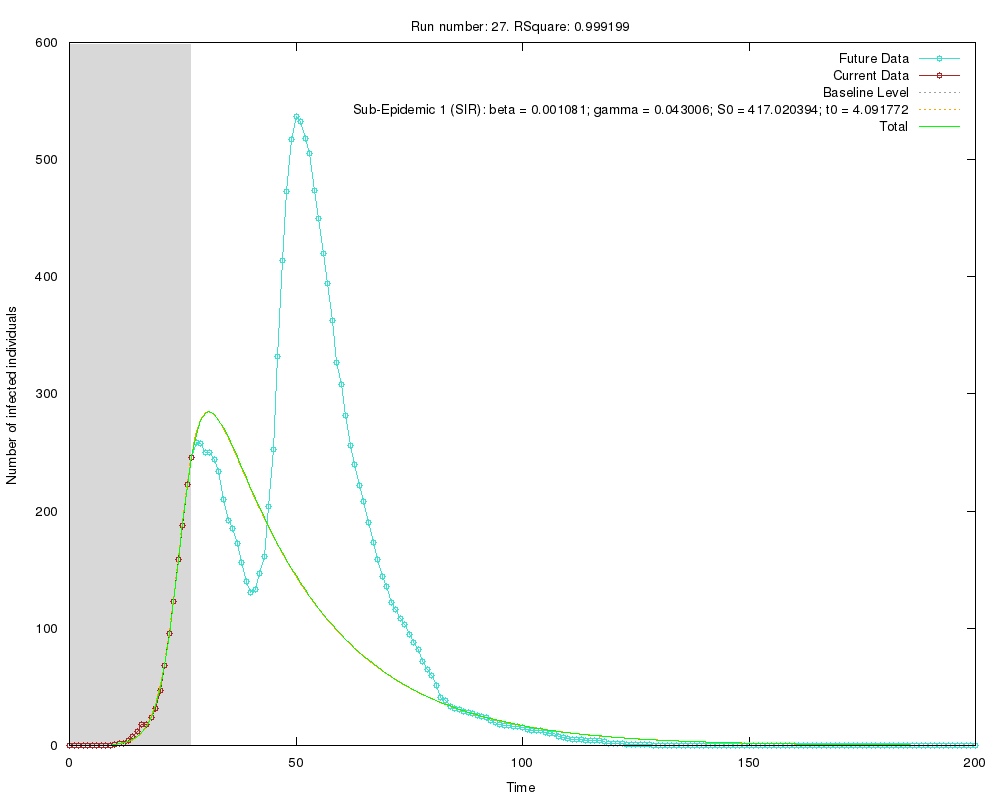 Run number: 27. RSquare: 0.999199
600
500
400
300
200
100
0
Number of infected individuals
Future Data
Current Data
Baseline Level
Sub-Epidemic 1 (SIR): beta = 0.001081; gamma = 0.043006; S0 = 417.020394; t0 = 4.091772
Total
0 50 100 150 200
Time